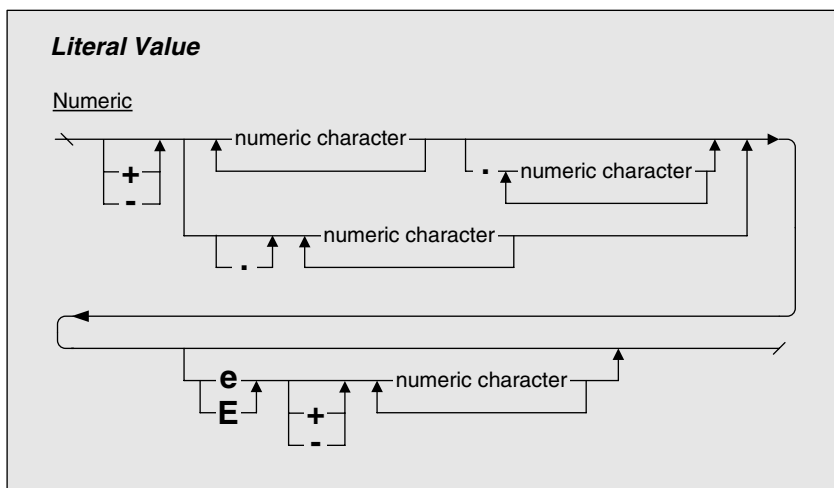 Literal Value
Numeric
numeric character
+
-
. numeric character
numeric character
.
e
E
numeric character
+
-